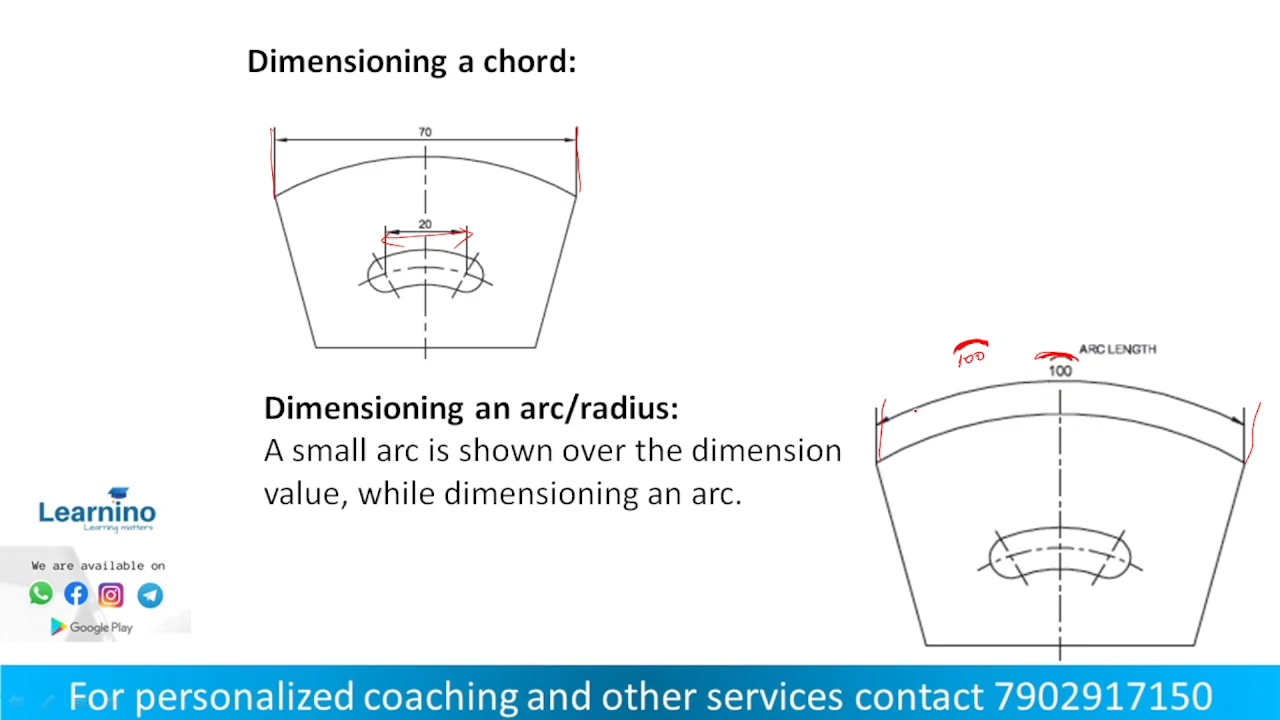 Dimensioning a chord:
70
20
ARC LENGTH
100
100
Dimensioning an arc/radius:
A small arc is shown over the dimension
value, while dimensioning an arc.
Learnino
Learning matters
We are available on
Google Play
For personalized coaching and other services contact 7902917150